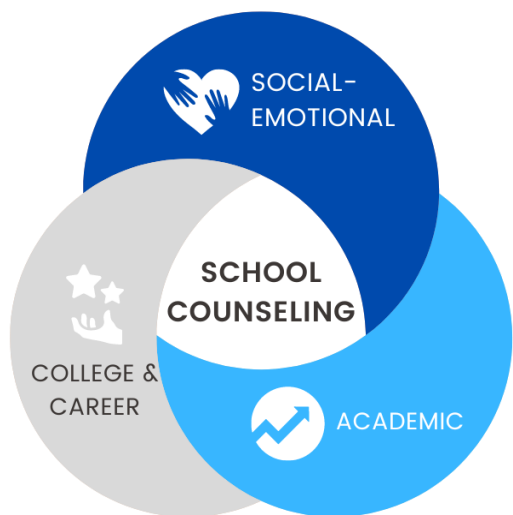 SOCIAL-
EMOTIONAL
SCHOOL
COUNSELING
COLLEGE &
CAREER
ACADEMIC